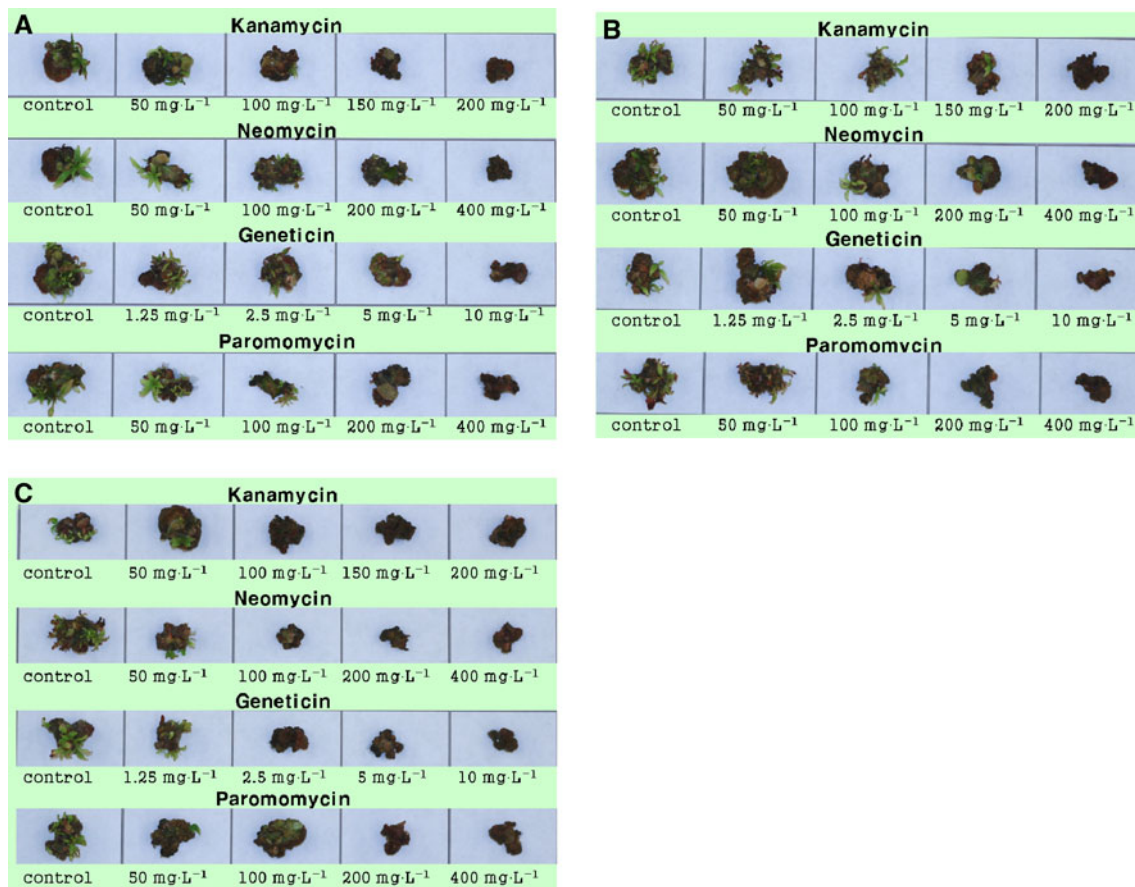 A
Kanamycin
control 50 mg·L⁻¹ 100 mg·L⁻¹ 150 mg·L⁻¹ 200 mg·L⁻¹
Neomycin
control 50 mg·L⁻¹ 100 mg·L⁻¹ 200 mg·L⁻¹ 400 mg·L⁻¹
Geneticin
control 1.25 mg·L⁻¹ 2.5 mg·L⁻¹ 5 mg·L⁻¹ 10 mg·L⁻¹
Paromomycin
control 50 mg·L⁻¹ 100 mg·L⁻¹ 200 mg·L⁻¹ 400 mg·L⁻¹
B
Kanamycin
control 50 mg·L⁻¹ 100 mg·L⁻¹ 150 mg·L⁻¹ 200 mg·L⁻¹
Neomycin
control 50 mg·L⁻¹ 100 mg·L⁻¹ 200 mg·L⁻¹ 400 mg·L⁻¹
Geneticin
control 1.25 mg·L⁻¹ 2.5 mg·L⁻¹ 5 mg·L⁻¹ 10 mg·L⁻¹
Paromomycin
control 50 mg·L⁻¹ 100 mg·L⁻¹ 200 mg·L⁻¹ 400 mg·L⁻¹
C
Kanamycin
control 50 mg·L⁻¹ 100 mg·L⁻¹ 150 mg·L⁻¹ 200 mg·L⁻¹
Neomycin
control 50 mg·L⁻¹ 100 mg·L⁻¹ 200 mg·L⁻¹ 400 mg·L⁻¹
Geneticin
control 1.25 mg·L⁻¹ 2.5 mg·L⁻¹ 5 mg·L⁻¹ 10 mg·L⁻¹
Paromomycin
control 50 mg·L⁻¹ 100 mg·L⁻¹ 200 mg·L⁻¹ 400 mg·L⁻¹